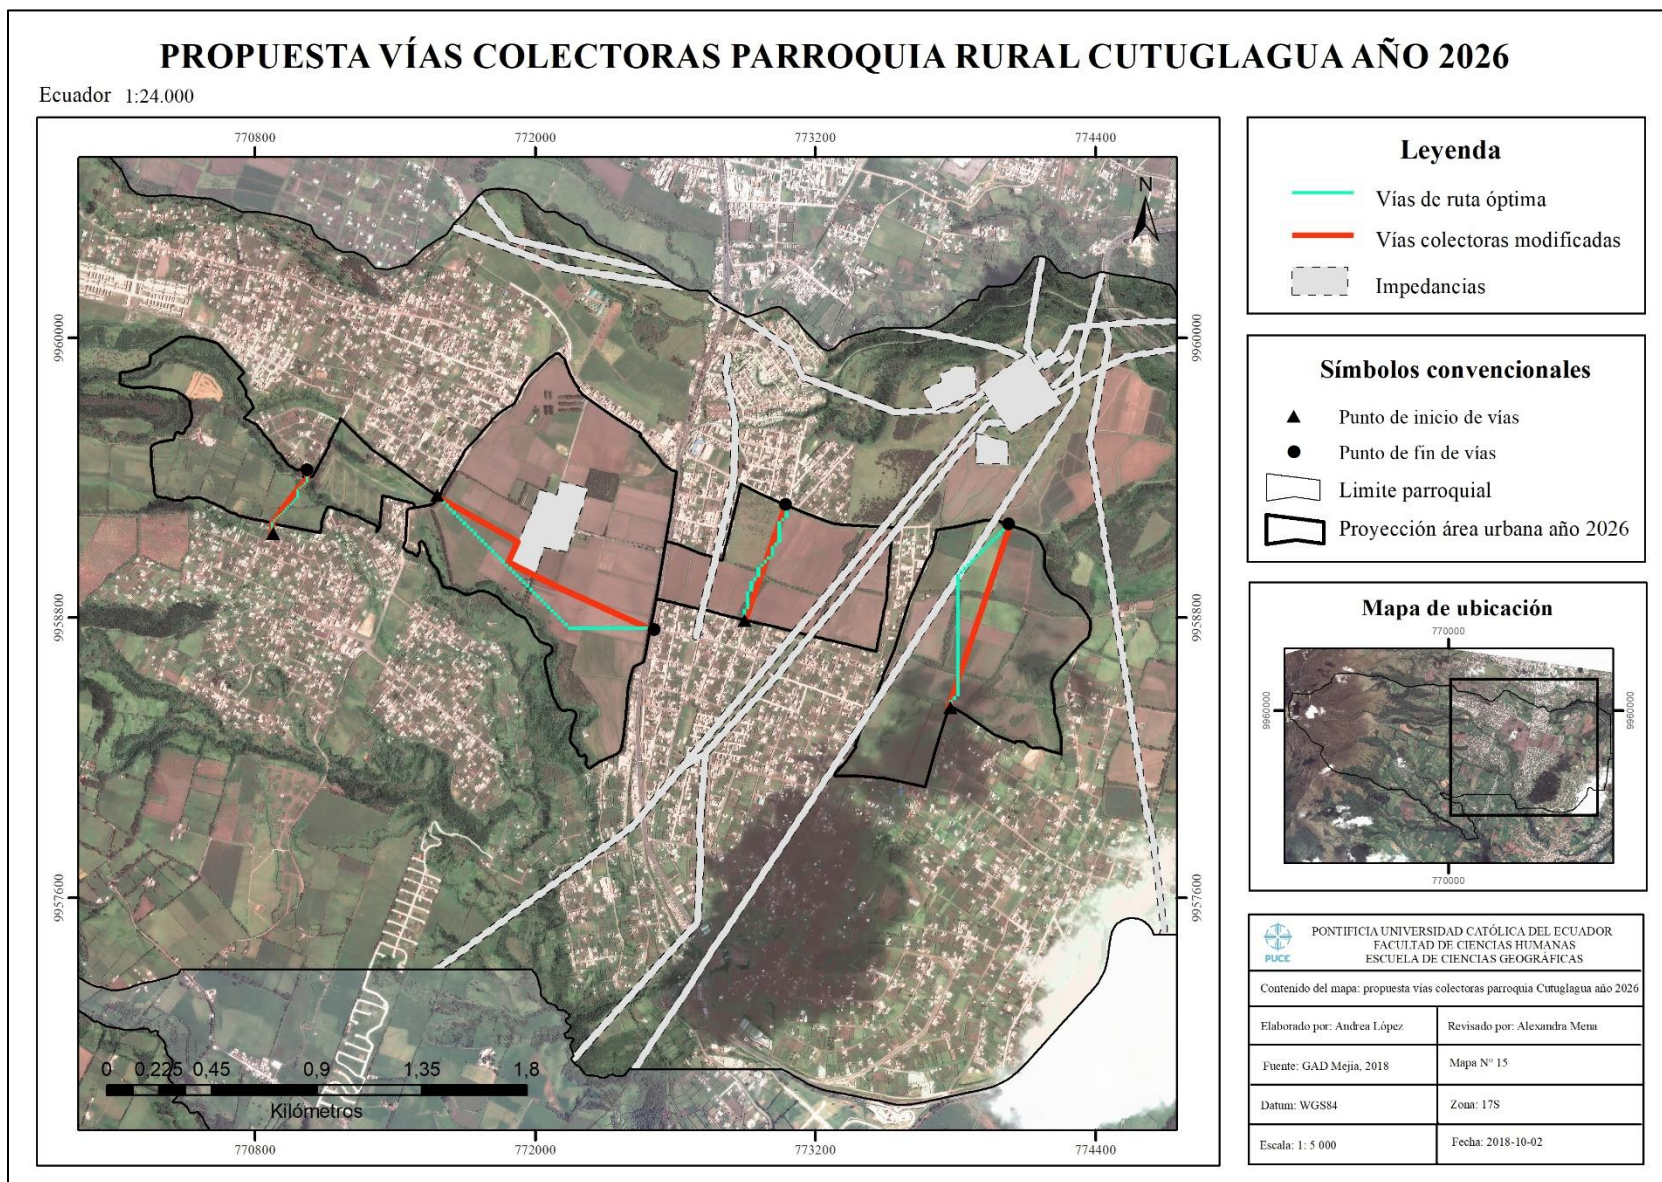 PROPUESTA VÍAS COLECTORAS PARROQUIA RURAL CUTUGLAGUA AÑO 2026
Ecuador 1:24.000
770800 772000 773200 774400
N
9960000 9960000
9958800 9958800
9957600 9957600
0 0,225 0,45 0,9 1,35 1,8
Kilómetros
770800 772000 773200 774400
Leyenda
Vías de ruta óptima
Vías colectoras modificadas
Impedancias
Símbolos convencionales
Punto de inicio de vías
Punto de fin de vías
Limite parroquial
Proyección área urbana año 2026
Mapa de ubicación
770000
9960000 9960000
770000
PUCE
PONTIFICIA UNIVERSIDAD CATÓLICA DEL ECUADOR
FACULTAD DE CIENCIAS HUMANAS
ESCUELA DE CIENCIAS GEOGRÁFICAS
Contenido del mapa: propuesta vías colectoras parroquia Cutuglagua año 2026
Elaborado por: Andrea López Revisado por: Alexandra Mena
Fuente: GAD Mejia, 2018 Mapa N° 15
Datum: WGS84 Zona: 17S
Escala: 1: 5 000 Fecha: 2018-10-02